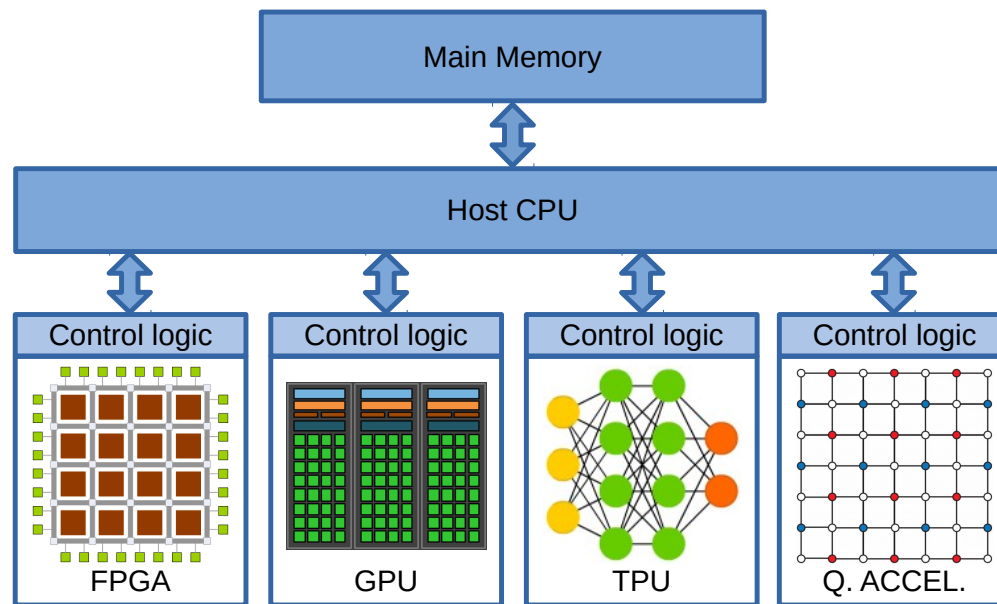 Main Memory
Host CPU
Control logic
Control logic
Control logic
Control logic
FPGA
GPU
TPU
Q. ACCEL.